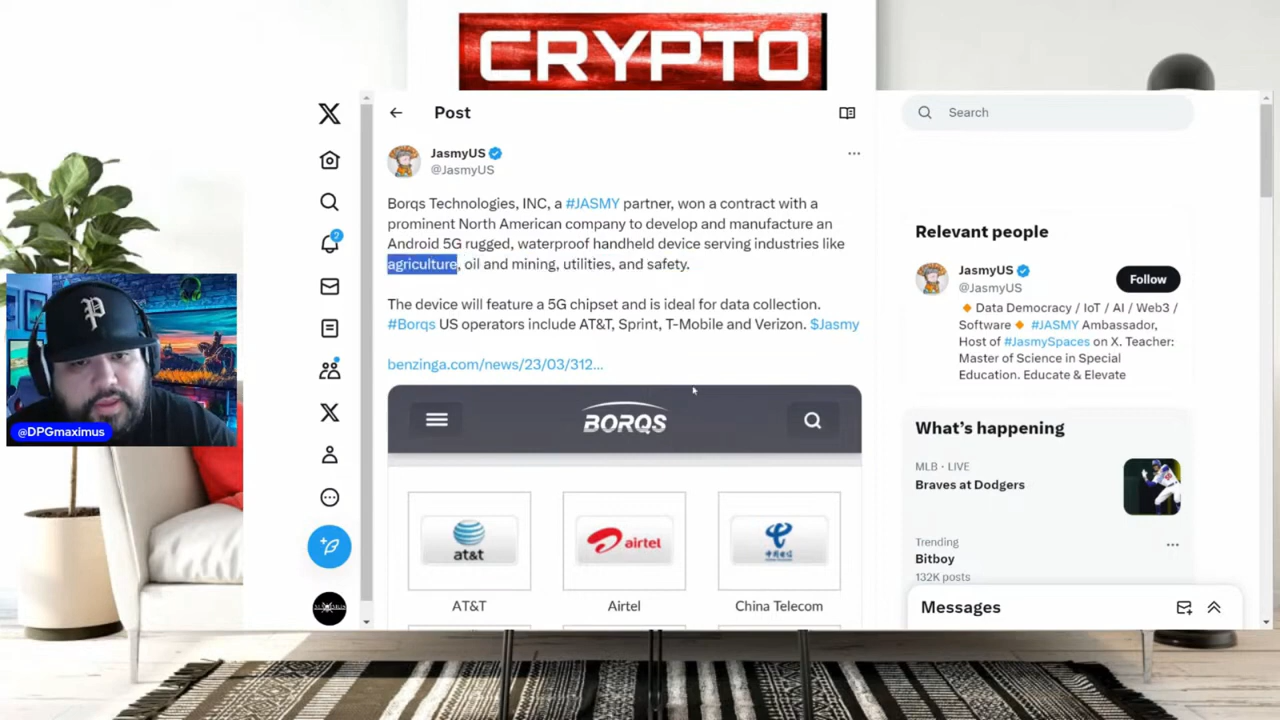 CRYPTO
Post
Search
JasmyUS
@JasmyUS
Borqs Technologies, INC, a #JASMY partner, won a contract with a
prominent North American company to develop and manufacture an
Android 5G rugged, waterproof handheld device serving industries like
agriculture, oil and mining, utilities, and safety.
The device will feature a 5G chipset and is ideal for data collection.
#Borqs US operators include AT&T, Sprint, T-Mobile and Verizon. $Jasmy
benzinga.com/news/23/03/312...
BORQS
at&t
airtel
中国电信
AT&T
Airtel
China Telecom
Relevant people
JasmyUS
@JasmyUS
Follow
🔸 Data Democracy / IoT / AI / Web3 /
Software 🔸 #JASMY Ambassador,
Host of #JasmySpaces on X. Teacher:
Master of Science in Special
Education. Educate & Elevate
What's happening
MLB · LIVE
Braves at Dodgers
Trending
Bitboy
132K posts
Messages
2
P
@DPGmaximus